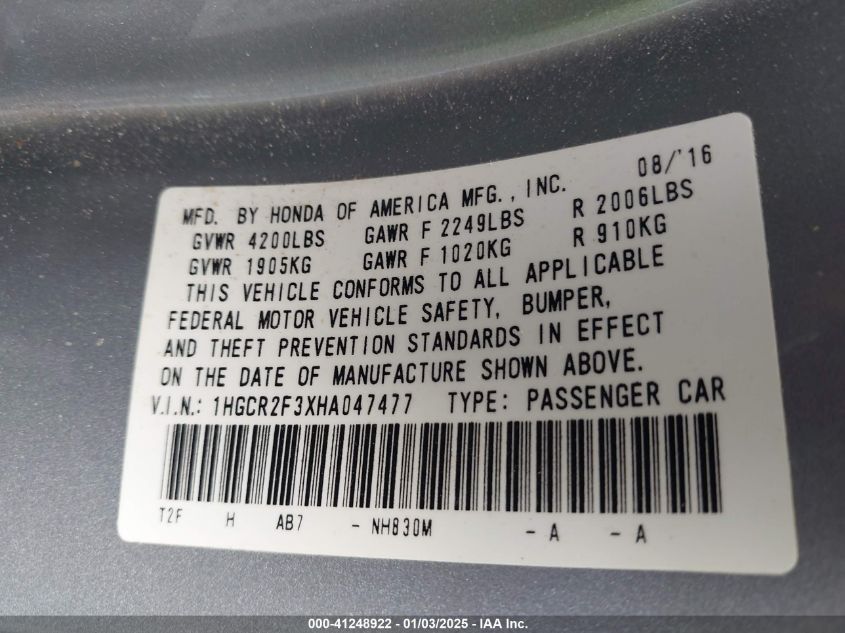 08/'16
MFD. BY HONDA OF AMERICA MFG., INC.
GVWR 4200LBS GAWR F 2249LBS R 2006LBS
GVWR 1905KG GAWR F 1020KG R 910KG
THIS VEHICLE CONFORMS TO ALL APPLICABLE
FEDERAL MOTOR VEHICLE SAFETY, BUMPER,
AND THEFT PREVENTION STANDARDS IN EFFECT
ON THE DATE OF MANUFACTURE SHOWN ABOVE.
V.I.N.: 1HGCR2F3XHA047477 TYPE: PASSENGER CAR
T2F H AB7 - NH830M - A - A
000-41248922 - 01/03/2025 - IAA Inc.